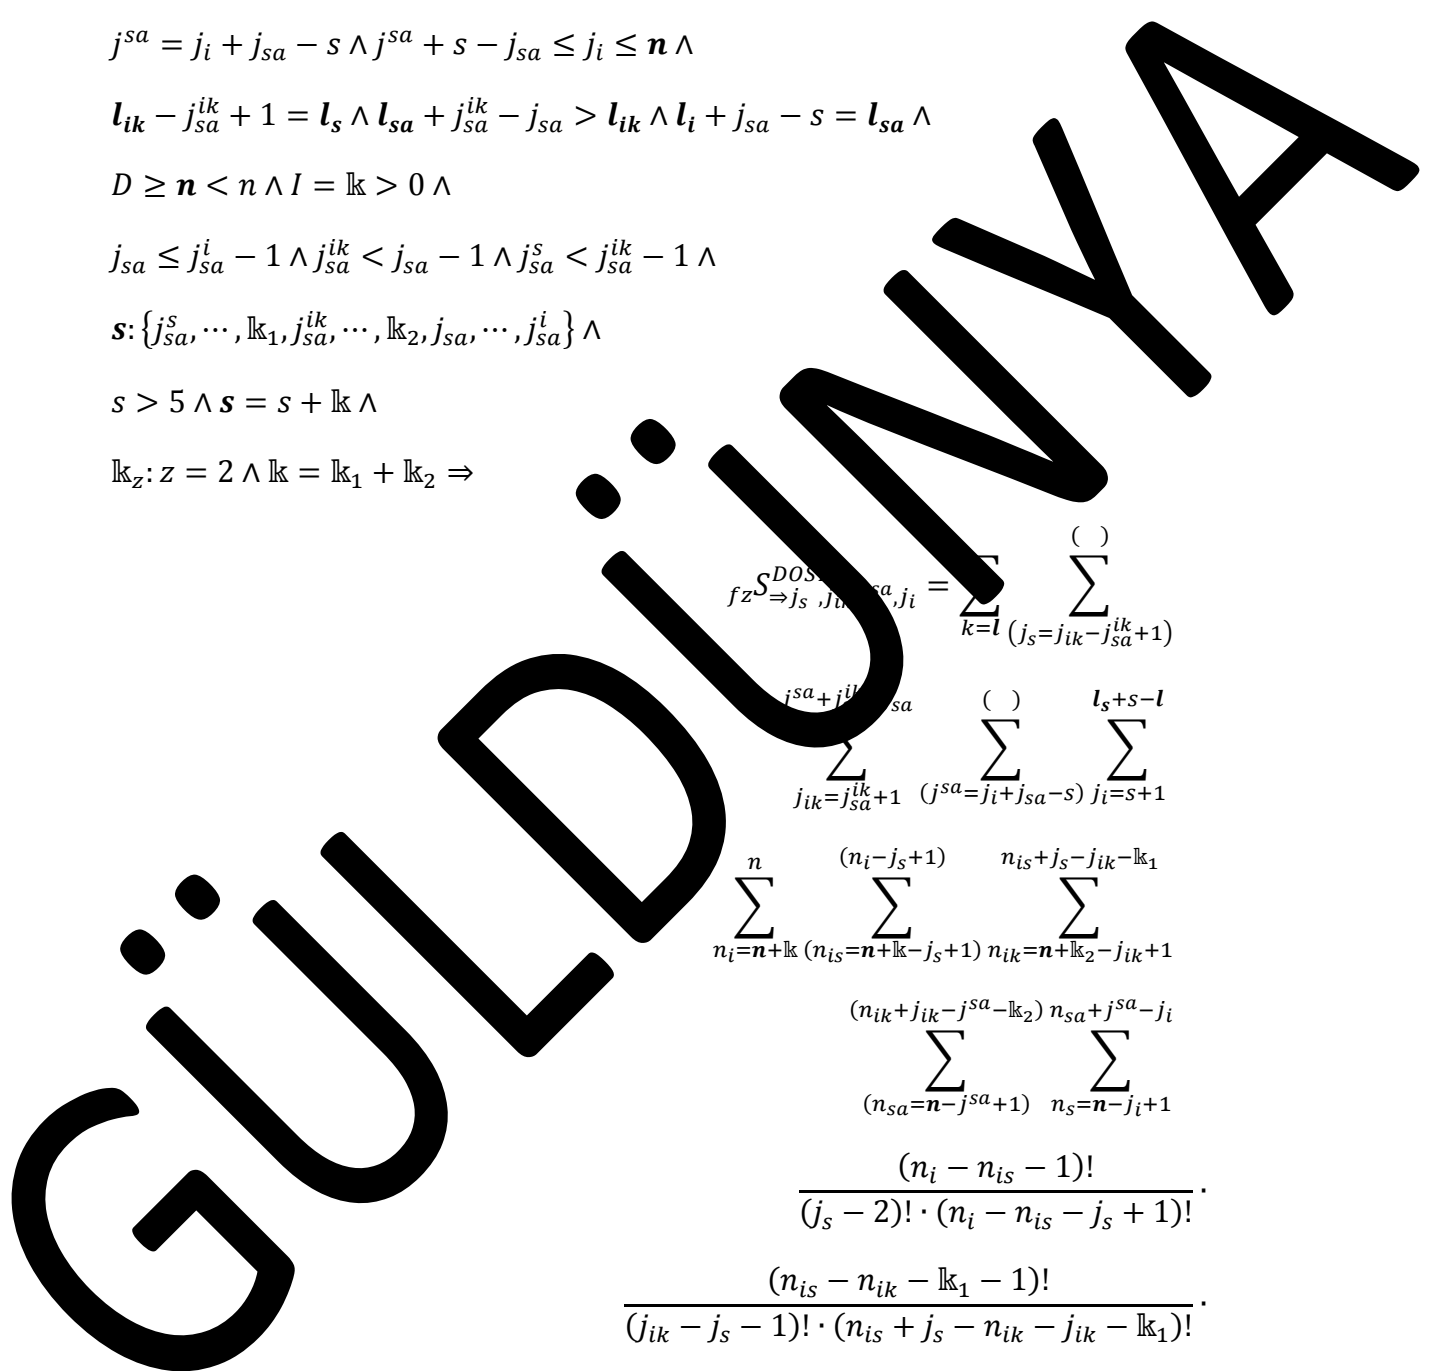 j^{sa} = j_i + j_{sa} − s ∧ j^{sa} + s − j_{sa} ≤ j_i ≤ 𝒏 ∧
𝒍_{𝒊𝒌} − j_{sa}^{ik} + 1 = 𝒍_𝒔 ∧ 𝒍_{𝒔𝒂} + j_{sa}^{ik} − j_{sa} > 𝒍_{𝒊𝒌} ∧ 𝒍_𝒊 + j_{sa} − s = 𝒍_{𝒔𝒂} ∧
D ≥ 𝒏 < n ∧ I = 𝕜 > 0 ∧
j_{sa} ≤ j_{sa}^{i} − 1 ∧ j_{sa}^{ik} < j_{sa} − 1 ∧ j_{sa}^{s} < j_{sa}^{ik} − 1 ∧
𝒔: {j_{sa}^{s}, ⋯ , 𝕜_1, j_{sa}^{ik}, ⋯ , 𝕜_2, j_{sa}, ⋯ , j_{sa}^{i}} ∧
s > 5 ∧ 𝒔 = s + 𝕜 ∧
𝕜_z: z = 2 ∧ 𝕜 = 𝕜_1 + 𝕜_2 ⇒
= ∑_{k=𝒍} ∑_{(j_s=j_{ik}−j_{sa}^{ik}+1)}^{( )}
∑_{j_{ik}=j_{sa}^{ik}+1} ∑_{(j^{sa}=j_i+j_{sa}−s)}^{( )} ∑_{j_i=s+1}^{𝒍_𝒔+s−𝒍}
∑_{n_i=𝒏+𝕜}^{n} ∑_{(n_{is}=𝒏+𝕜−j_s+1)}^{(n_i−j_s+1)} ∑_{n_{ik}=𝒏+𝕜_2−j_{ik}+1}^{n_{is}+j_s−j_{ik}−𝕜_1}
∑_{(n_{sa}=𝒏−j^{sa}+1)}^{(n_{ik}+j_{ik}−j^{sa}−𝕜_2)} ∑_{n_s=𝒏−j_i+1}^{n_{sa}+j^{sa}−j_i}
(n_i − n_{is} − 1)!
(j_s − 2)! · (n_i − n_{is} − j_s + 1)! ·
(n_{is} − n_{ik} − 𝕜_1 − 1)!
(j_{ik} − j_s − 1)! · (n_{is} + j_s − n_{ik} − j_{ik} − 𝕜_1)! ·
GÜLDÜNYA